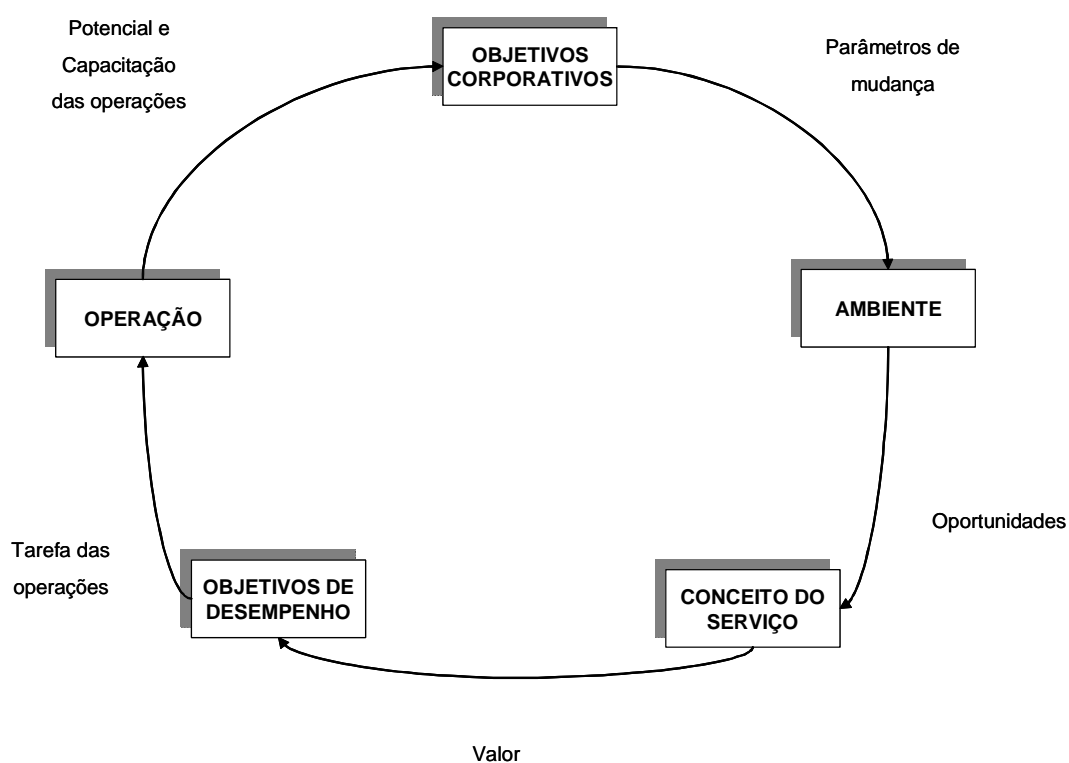 Potencial e
Capacitação
das operações
OBJETIVOS
CORPORATIVOS
Parâmetros de
mudança
OPERAÇÃO
AMBIENTE
Oportunidades
Tarefa das
operações
OBJETIVOS DE
DESEMPENHO
CONCEITO DO
SERVIÇO
Valor